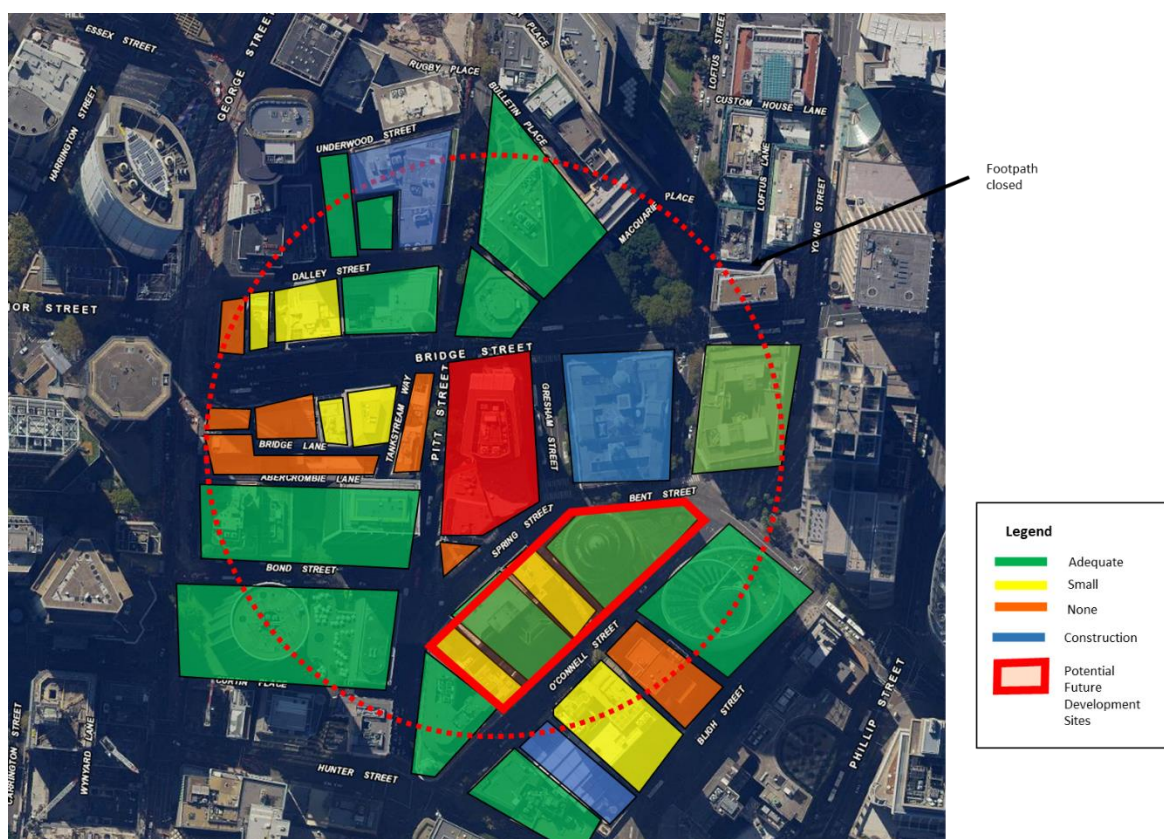 ESSEX STREET
HARRINGTON STREET
GEORGE STREET
RUGBY PLACE
PLACE
BULLETIN PLACE
UNDERWOOD STREET
LOFTUS STREET
CUSTOM HOUSE LANE
LOFTUS LANE
YOUNG STREET
MACQUARIE PLACE
Footpath
closed
DALLEY STREET
STREET
BRIDGE STREET
PITT STREET
TANKSTREAM WAY
GRESHAM STREET
BRIDGE LANE
ABERCROMBIE LANE
BENT STREET
SPRING STREET
BOND STREET
O'CONNELL STREET
BLIGH STREET
PHILLIP STREET
CURTIN PLACE
HUNTER STREET
CARRINGTON STREET
WYNYARD LANE
Legend
Adequate
Small
None
Construction
Potential
Future
Development
Sites